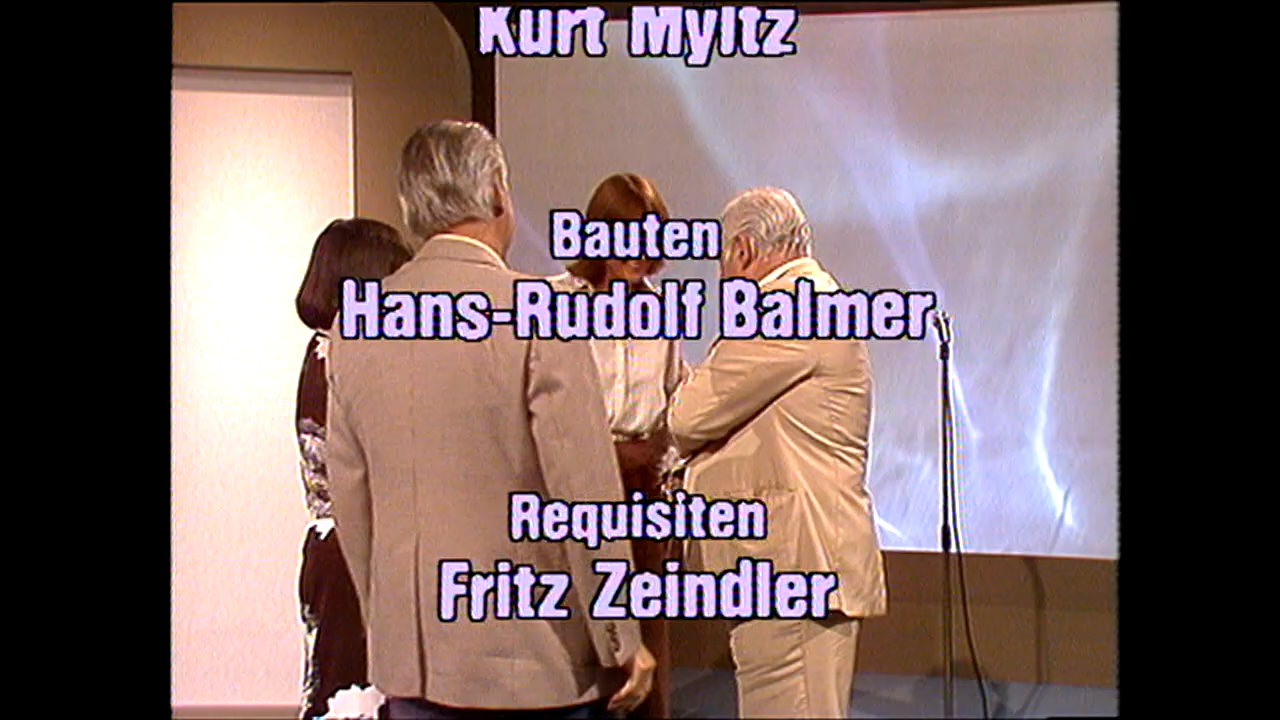 Kurt Myltz
Bauten
Hans-Rudolf Balmer
Requisiten
Fritz Zeindler